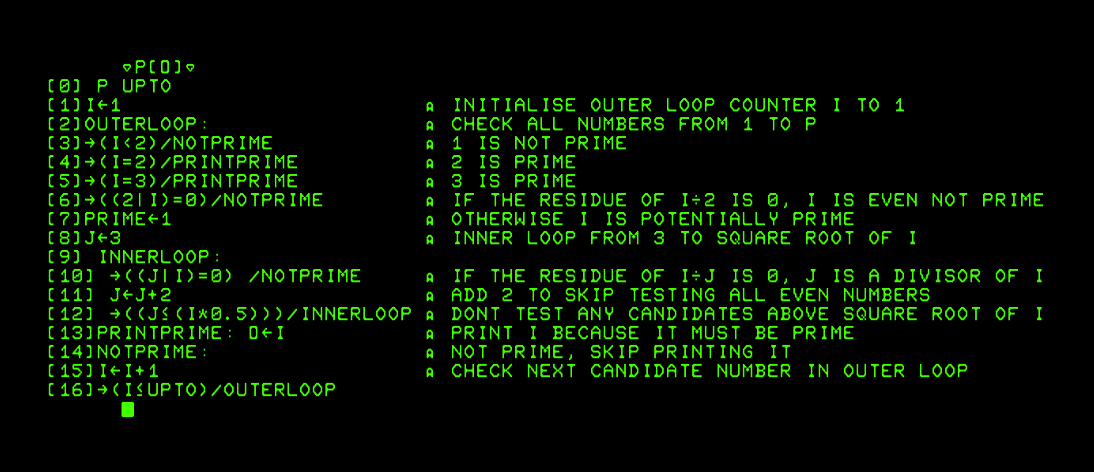 ∇P[⎕]∇
[0] P UPTO
[1]I←1 ⍝ INITIALISE OUTER LOOP COUNTER I TO 1
[2]OUTERLOOP: ⍝ CHECK ALL NUMBERS FROM 1 TO P
[3]→(I<2)/NOTPRIME ⍝ 1 IS NOT PRIME
[4]→(I=2)/PRINTPRIME ⍝ 2 IS PRIME
[5]→(I=3)/PRINTPRIME ⍝ 3 IS PRIME
[6]→((2|I)=0)/NOTPRIME ⍝ IF THE RESIDUE OF I÷2 IS 0, I IS EVEN NOT PRIME
[7]PRIME←1 ⍝ OTHERWISE I IS POTENTIALLY PRIME
[8]J←3 ⍝ INNER LOOP FROM 3 TO SQUARE ROOT OF I
[9] INNERLOOP:
[10] →((J|I)=0) /NOTPRIME ⍝ IF THE RESIDUE OF I÷J IS 0, J IS A DIVISOR OF I
[11] J←J+2 ⍝ ADD 2 TO SKIP TESTING ALL EVEN NUMBERS
[12] →((J≤(I*0.5)))/INNERLOOP ⍝ DONT TEST ANY CANDIDATES ABOVE SQUARE ROOT OF I
[13]PRINTPRIME: ⎕←I ⍝ PRINT I BECAUSE IT MUST BE PRIME
[14]NOTPRIME: ⍝ NOT PRIME, SKIP PRINTING IT
[15]I←I+1 ⍝ CHECK NEXT CANDIDATE NUMBER IN OUTER LOOP
[16]→(I≤UPTO)/OUTERLOOP